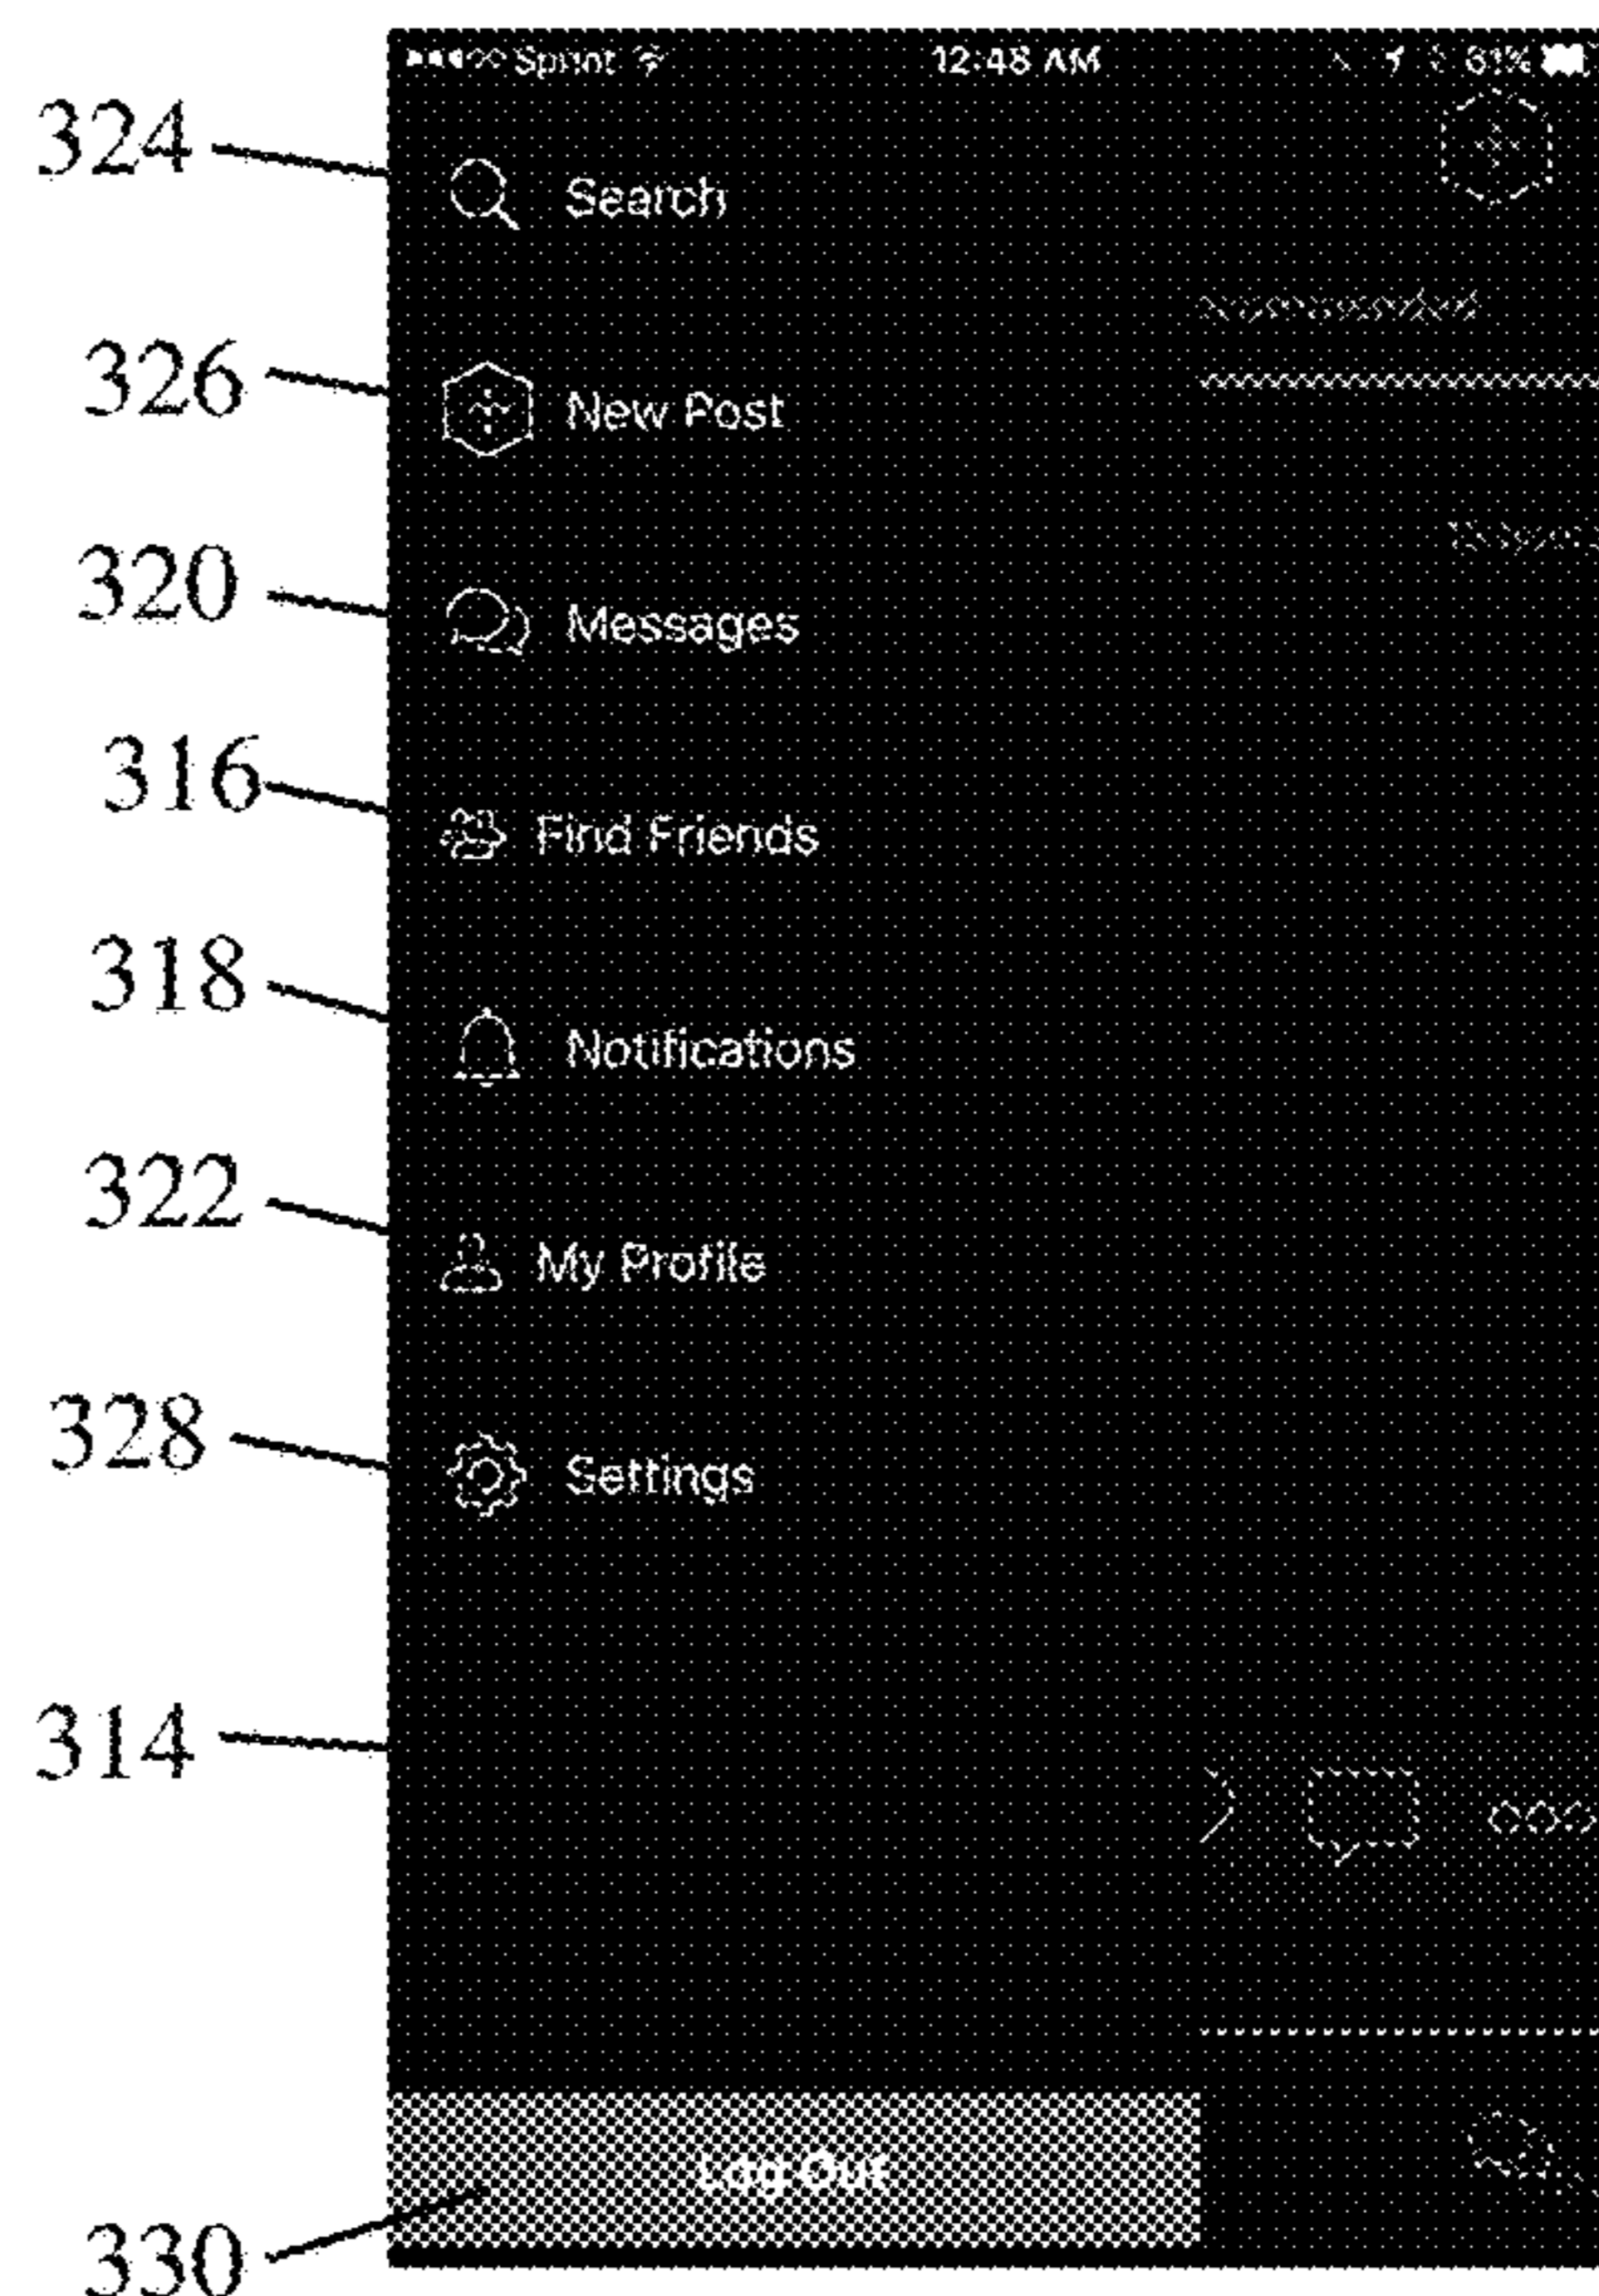 Sprint 12:48 AM 61%
324 Search
326 New Post
320 Messages
316 Find Friends
318 Notifications
322 My Profile
328 Settings
314
Log Out
330